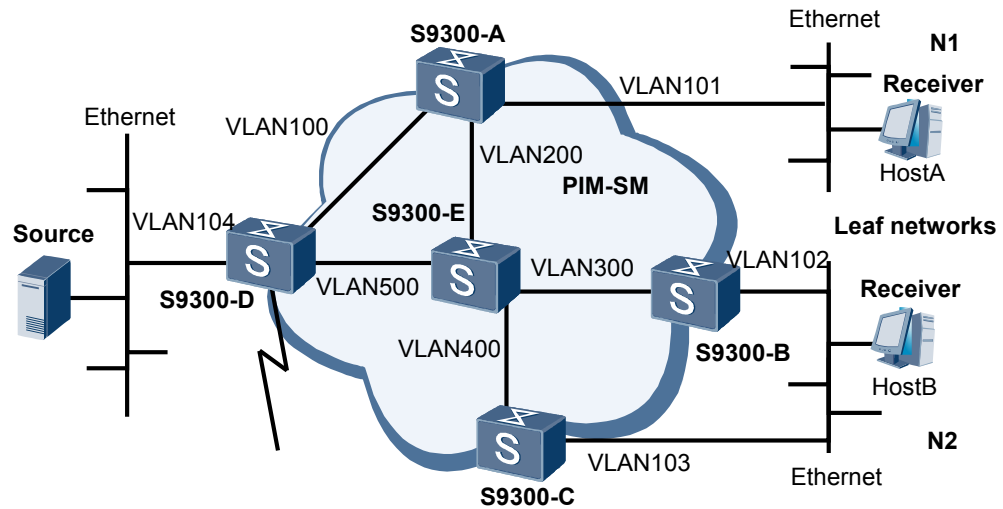 Ethernet
S9300-A
N1
VLAN101
Receiver
Ethernet
VLAN100
S
VLAN200
PIM-SM
HostA
S9300-E
VLAN104
Source
Leaf networks
S
S
VLAN300
VLAN102
VLAN500
S
Receiver
S9300-D
S9300-B
VLAN400
HostB
S
N2
VLAN103
Ethernet
S9300-C